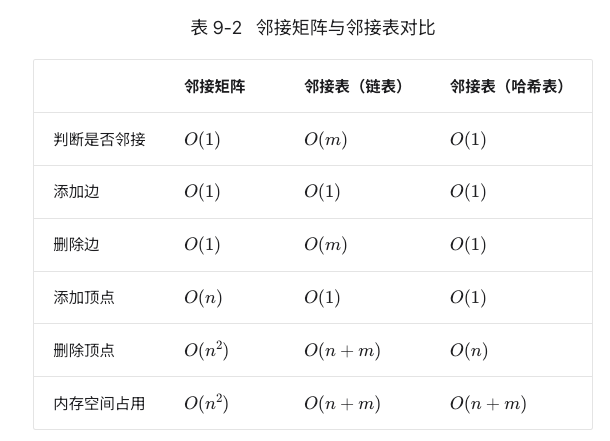 表 9-2 邻接矩阵与邻接表对比
邻接矩阵 邻接表（链表） 邻接表（哈希表）
判断是否邻接 O(1) O(m) O(1)
添加边 O(1) O(1) O(1)
删除边 O(1) O(m) O(1)
添加顶点 O(n) O(1) O(1)
删除顶点 O(n²) O(n + m) O(n)
内存空间占用 O(n²) O(n + m) O(n + m)